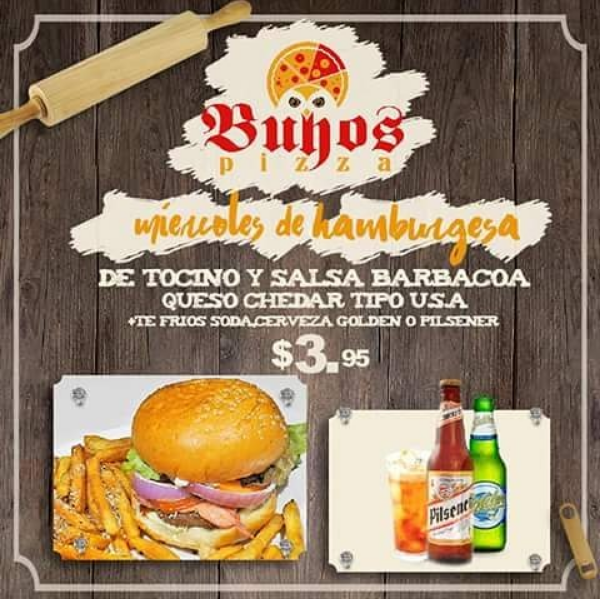 Buhos
pizza
miercoles de hamburgesa
DE TOCINO Y SALSA BARBACOA
QUESO CHEDAR TIPO U.S.A
+TE FRIOS SODA,CERVEZA GOLDEN O PILSENER
$3.95
Pilsener